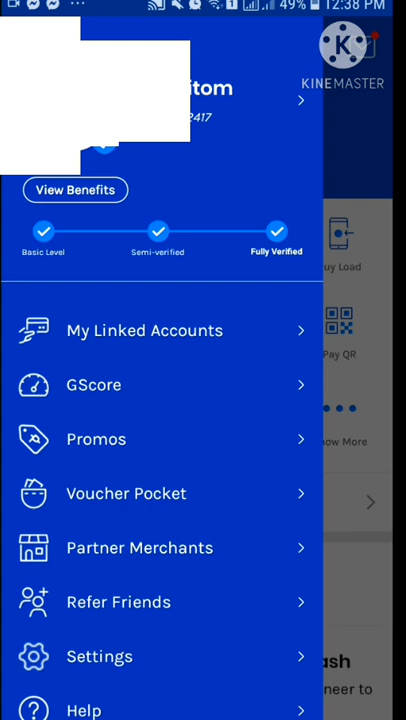 49% 12:38 PM
itom
2417
K
KINEMASTER
View Benefits
Basic Level
Semi-verified
Fully Verified
uy Load
My Linked Accounts
Pay QR
GScore
Promos
how More
Voucher Pocket
Partner Merchants
Refer Friends
Settings
ash
neer to
Help